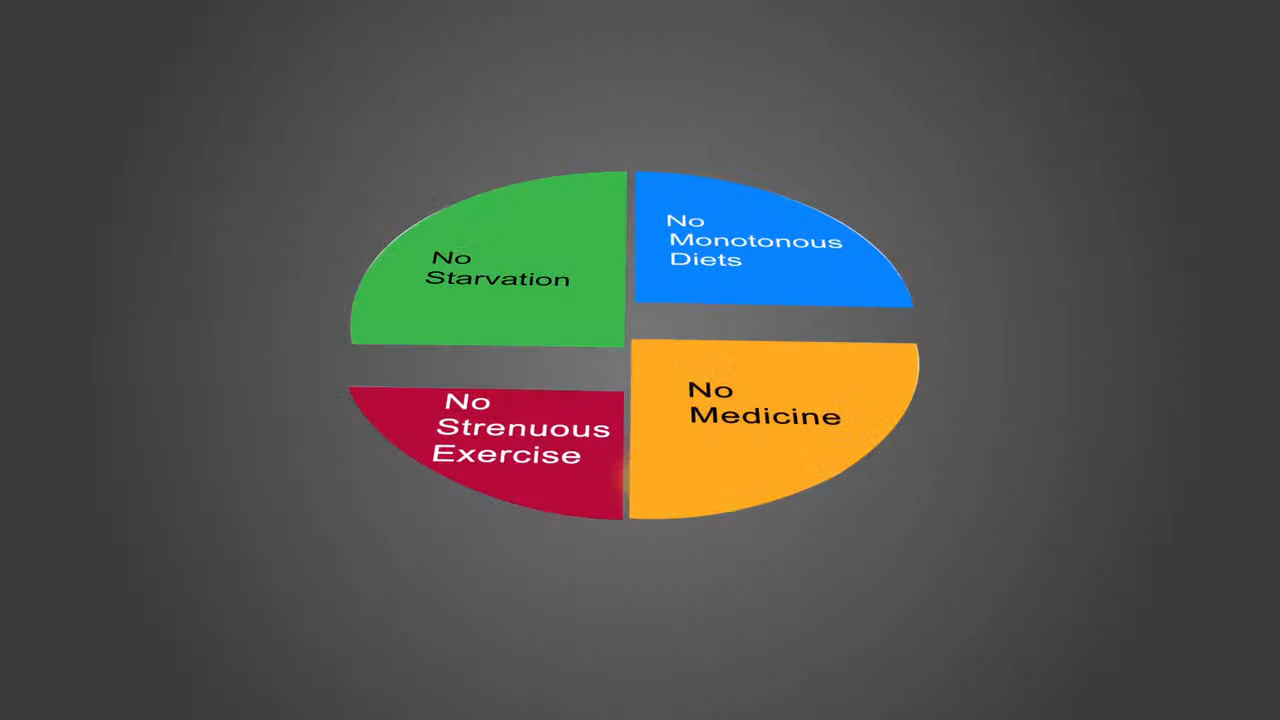 No
Starvation
No
Monotonous
Diets
No
Strenuous
Exercise
No
Medicine